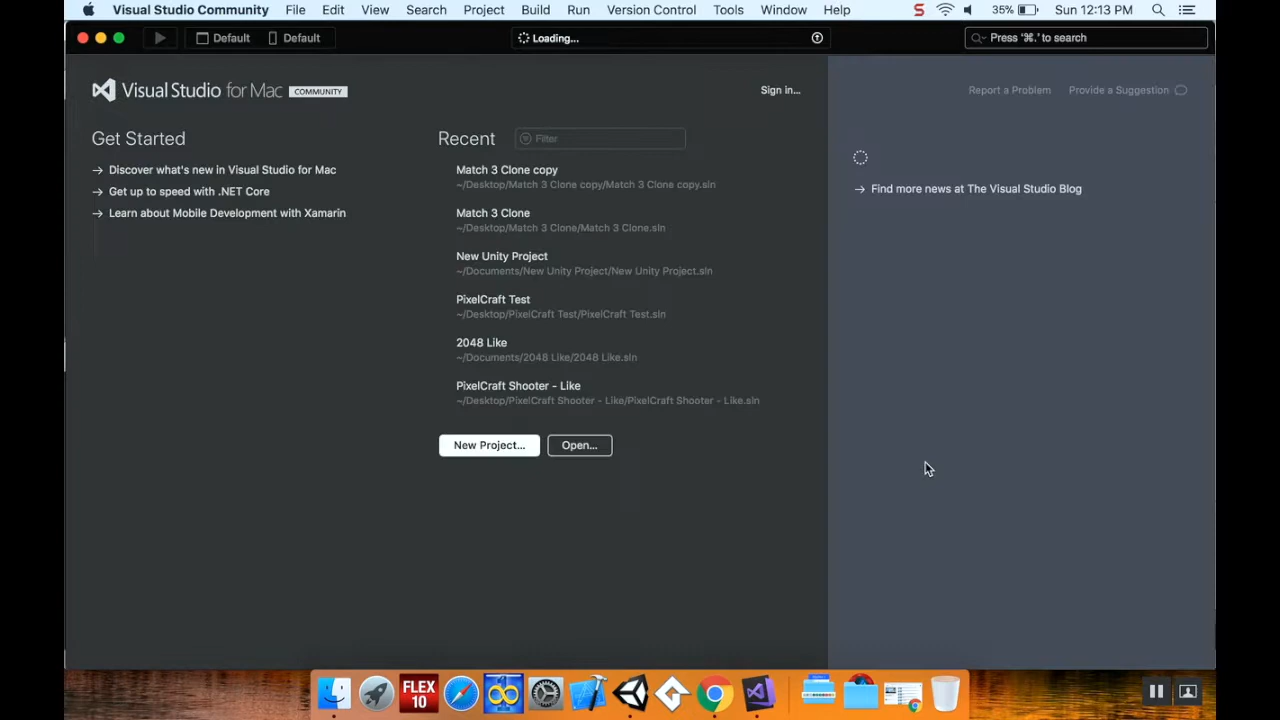 Visual Studio Community File Edit View Search Project Build Run Version Control Tools Window Help S 35% Sun 12:13 PM
Default Default Loading... Press '⌘.' to search
Visual Studio for Mac COMMUNITY Sign in... Report a Problem Provide a Suggestion
Get Started
→ Discover what's new in Visual Studio for Mac
→ Get up to speed with .NET Core
→ Learn about Mobile Development with Xamarin
Recent Filter
Match 3 Clone copy
~/Desktop/Match 3 Clone copy/Match 3 Clone copy.sln
Match 3 Clone
~/Desktop/Match 3 Clone/Match 3 Clone.sln
New Unity Project
~/Documents/New Unity Project/New Unity Project.sln
PixelCraft Test
~/Desktop/PixelCraft Test/PixelCraft Test.sln
2048 Like
~/Documents/2048 Like/2048 Like.sln
PixelCraft Shooter - Like
~/Desktop/PixelCraft Shooter - Like/PixelCraft Shooter - Like.sln
New Project... Open...
→ Find more news at The Visual Studio Blog
FLEX
10